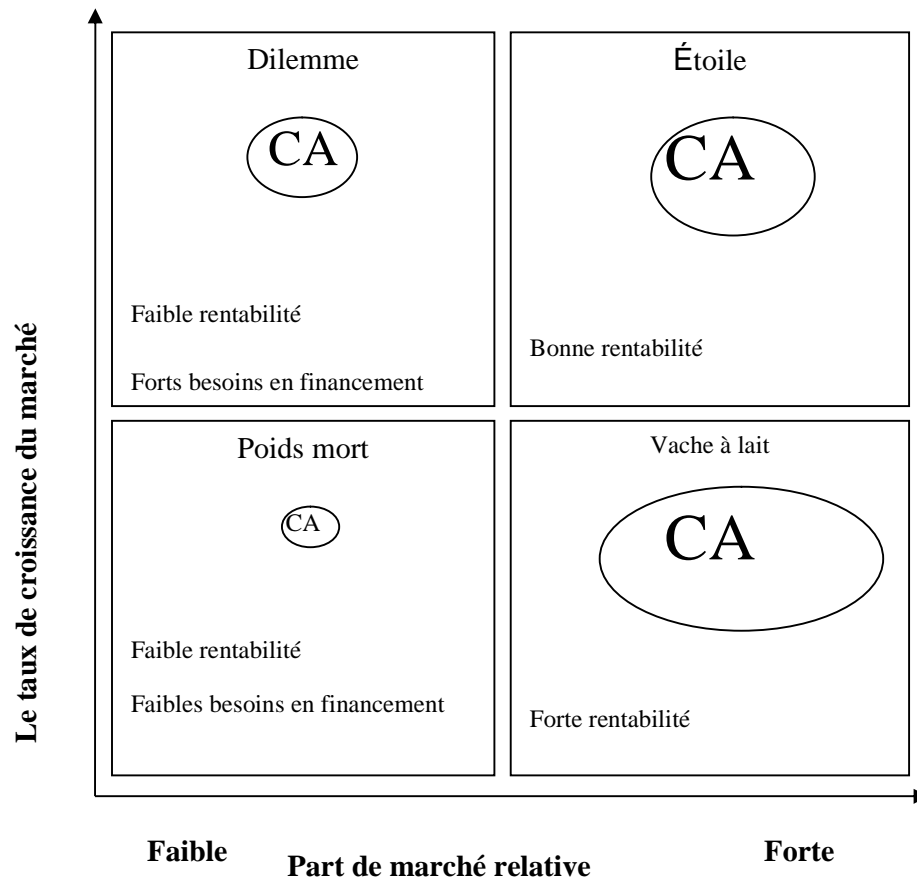 Dilemme
CA
Faible rentabilité
Forts besoins en financement
Étoile
CA
Bonne rentabilité
Poids mort
CA
Faible rentabilité
Faibles besoins en financement
Vache à lait
CA
Forte rentabilité
Le taux de croissance du marché
Faible
Part de marché relative
Forte